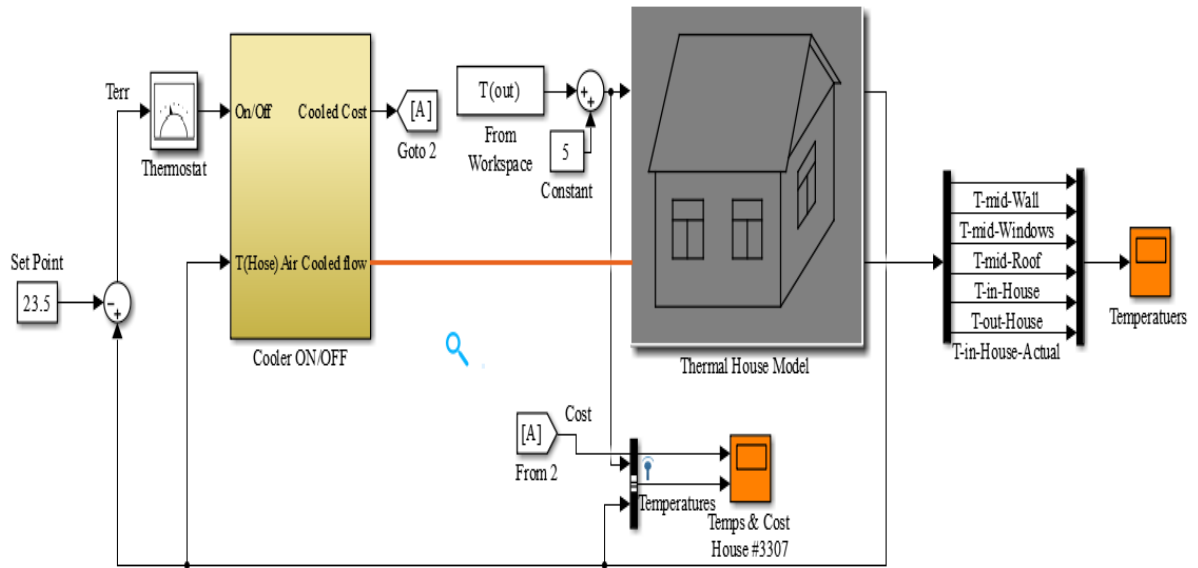 Terr
Thermostat
On/Off
Cooled Cost
T(Hose)
Air Cooled flow
Cooler ON/OFF
Set Point
23.5
-
+
[A]
Goto 2
T(out)
From
Workspace
+
+
5
Constant
Thermal House Model
T-mid-Wall
T-mid-Windows
T-mid-Roof
T-in-House
T-out-House
T-in-House-Actual
Temperatuers
Cost
[A]
From 2
Temperatures
Temps & Cost
House #3307